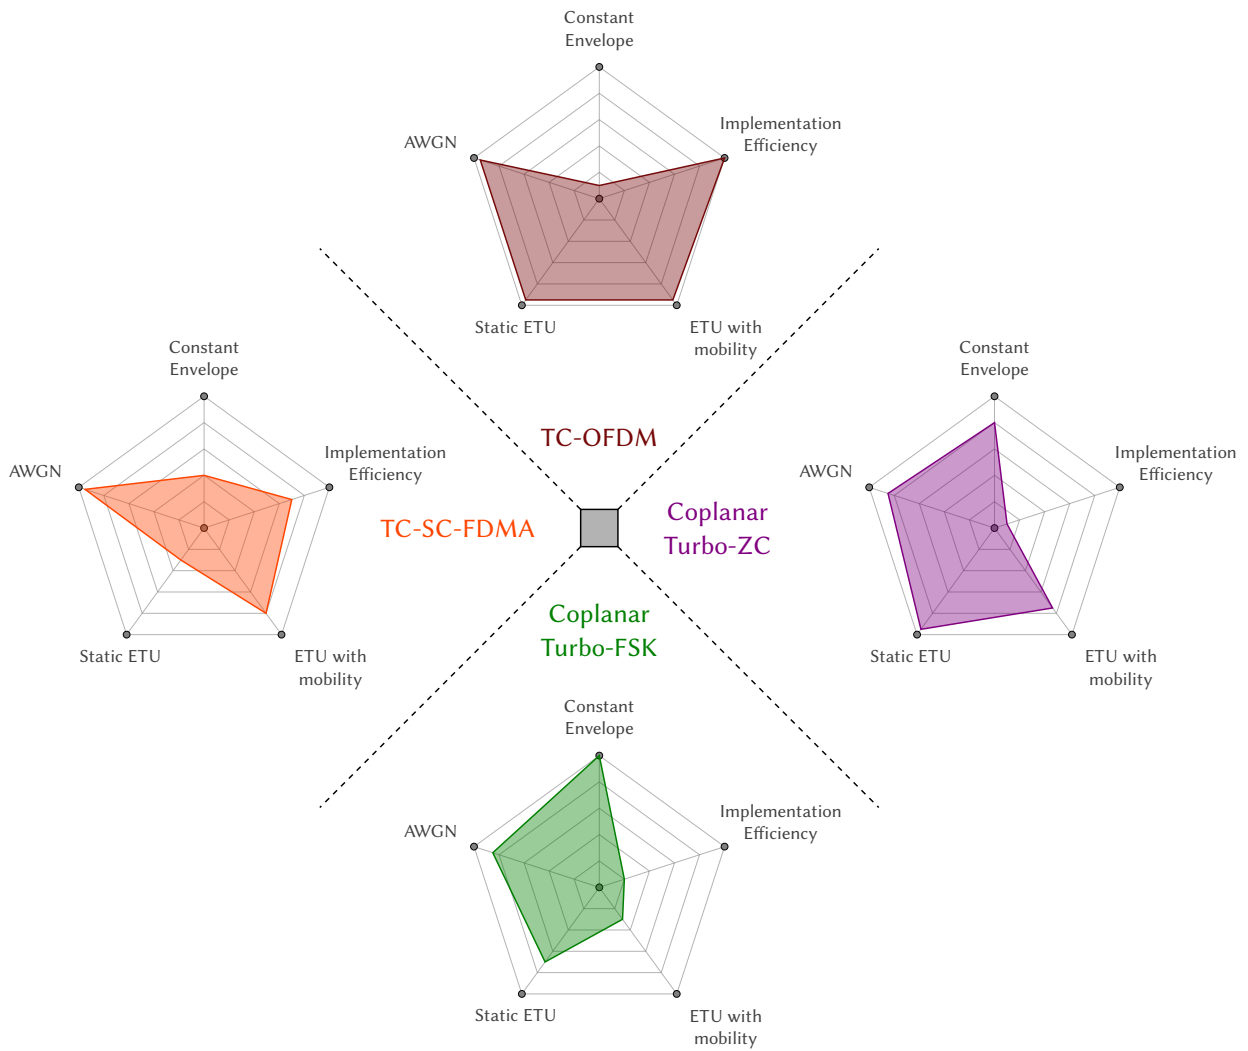 Constant
Envelope
Implementation
Efficiency
AWGN
Static ETU
ETU with
mobility
TC-OFDM
Constant
Envelope
Implementation
Efficiency
AWGN
Static ETU
ETU with
mobility
TC-SC-FDMA
Coplanar
Turbo-ZC
Constant
Envelope
Implementation
Efficiency
AWGN
Static ETU
ETU with
mobility
Coplanar
Turbo-FSK
Constant
Envelope
Implementation
Efficiency
AWGN
Static ETU
ETU with
mobility